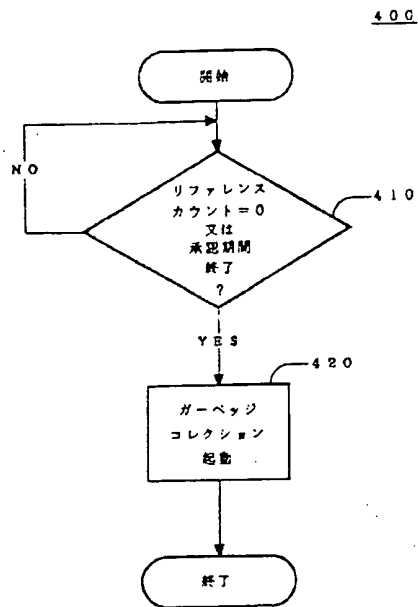 400
開始
NO
リファレンス
カウント=0
又は
承認期間
終了
?
410
YES
420
ガーベッジ
コレクション
起動
終了